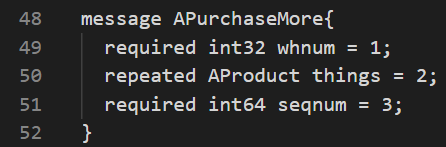 48 message APurchaseMore{
49 required int32 whnum = 1;
50 repeated AProduct things = 2;
51 required int64 seqnum = 3;
52 }